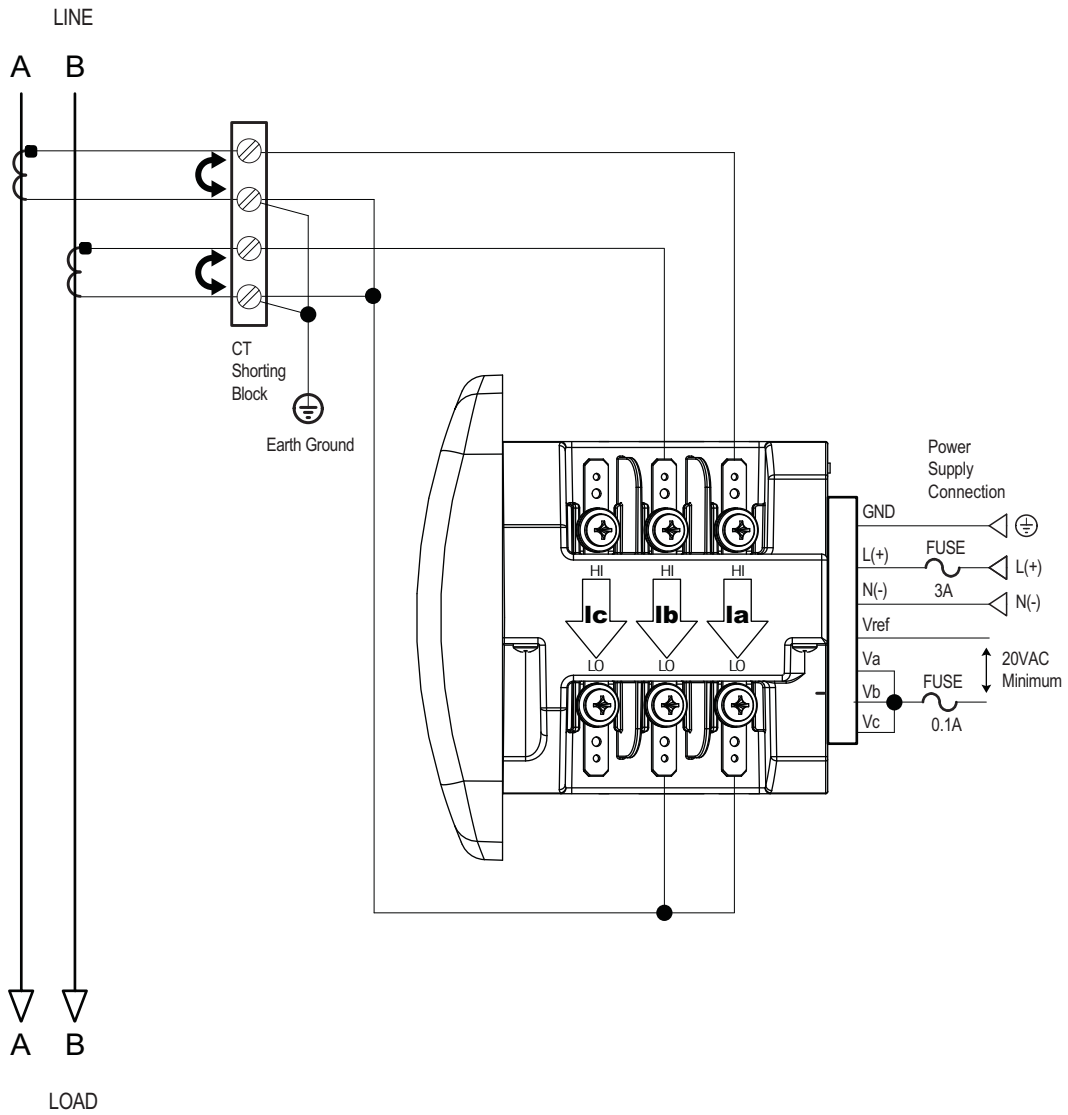 LINE
A B
CT
Shorting
Block
Earth Ground
Power
Supply
Connection
GND
L(+) FUSE L(+)
3A
N(-) N(-)
Vref
Va
Vb
Vc
FUSE
0.1A
20VAC
Minimum
HI HI HI
Ic Ib Ia
LO LO LO
A B
LOAD